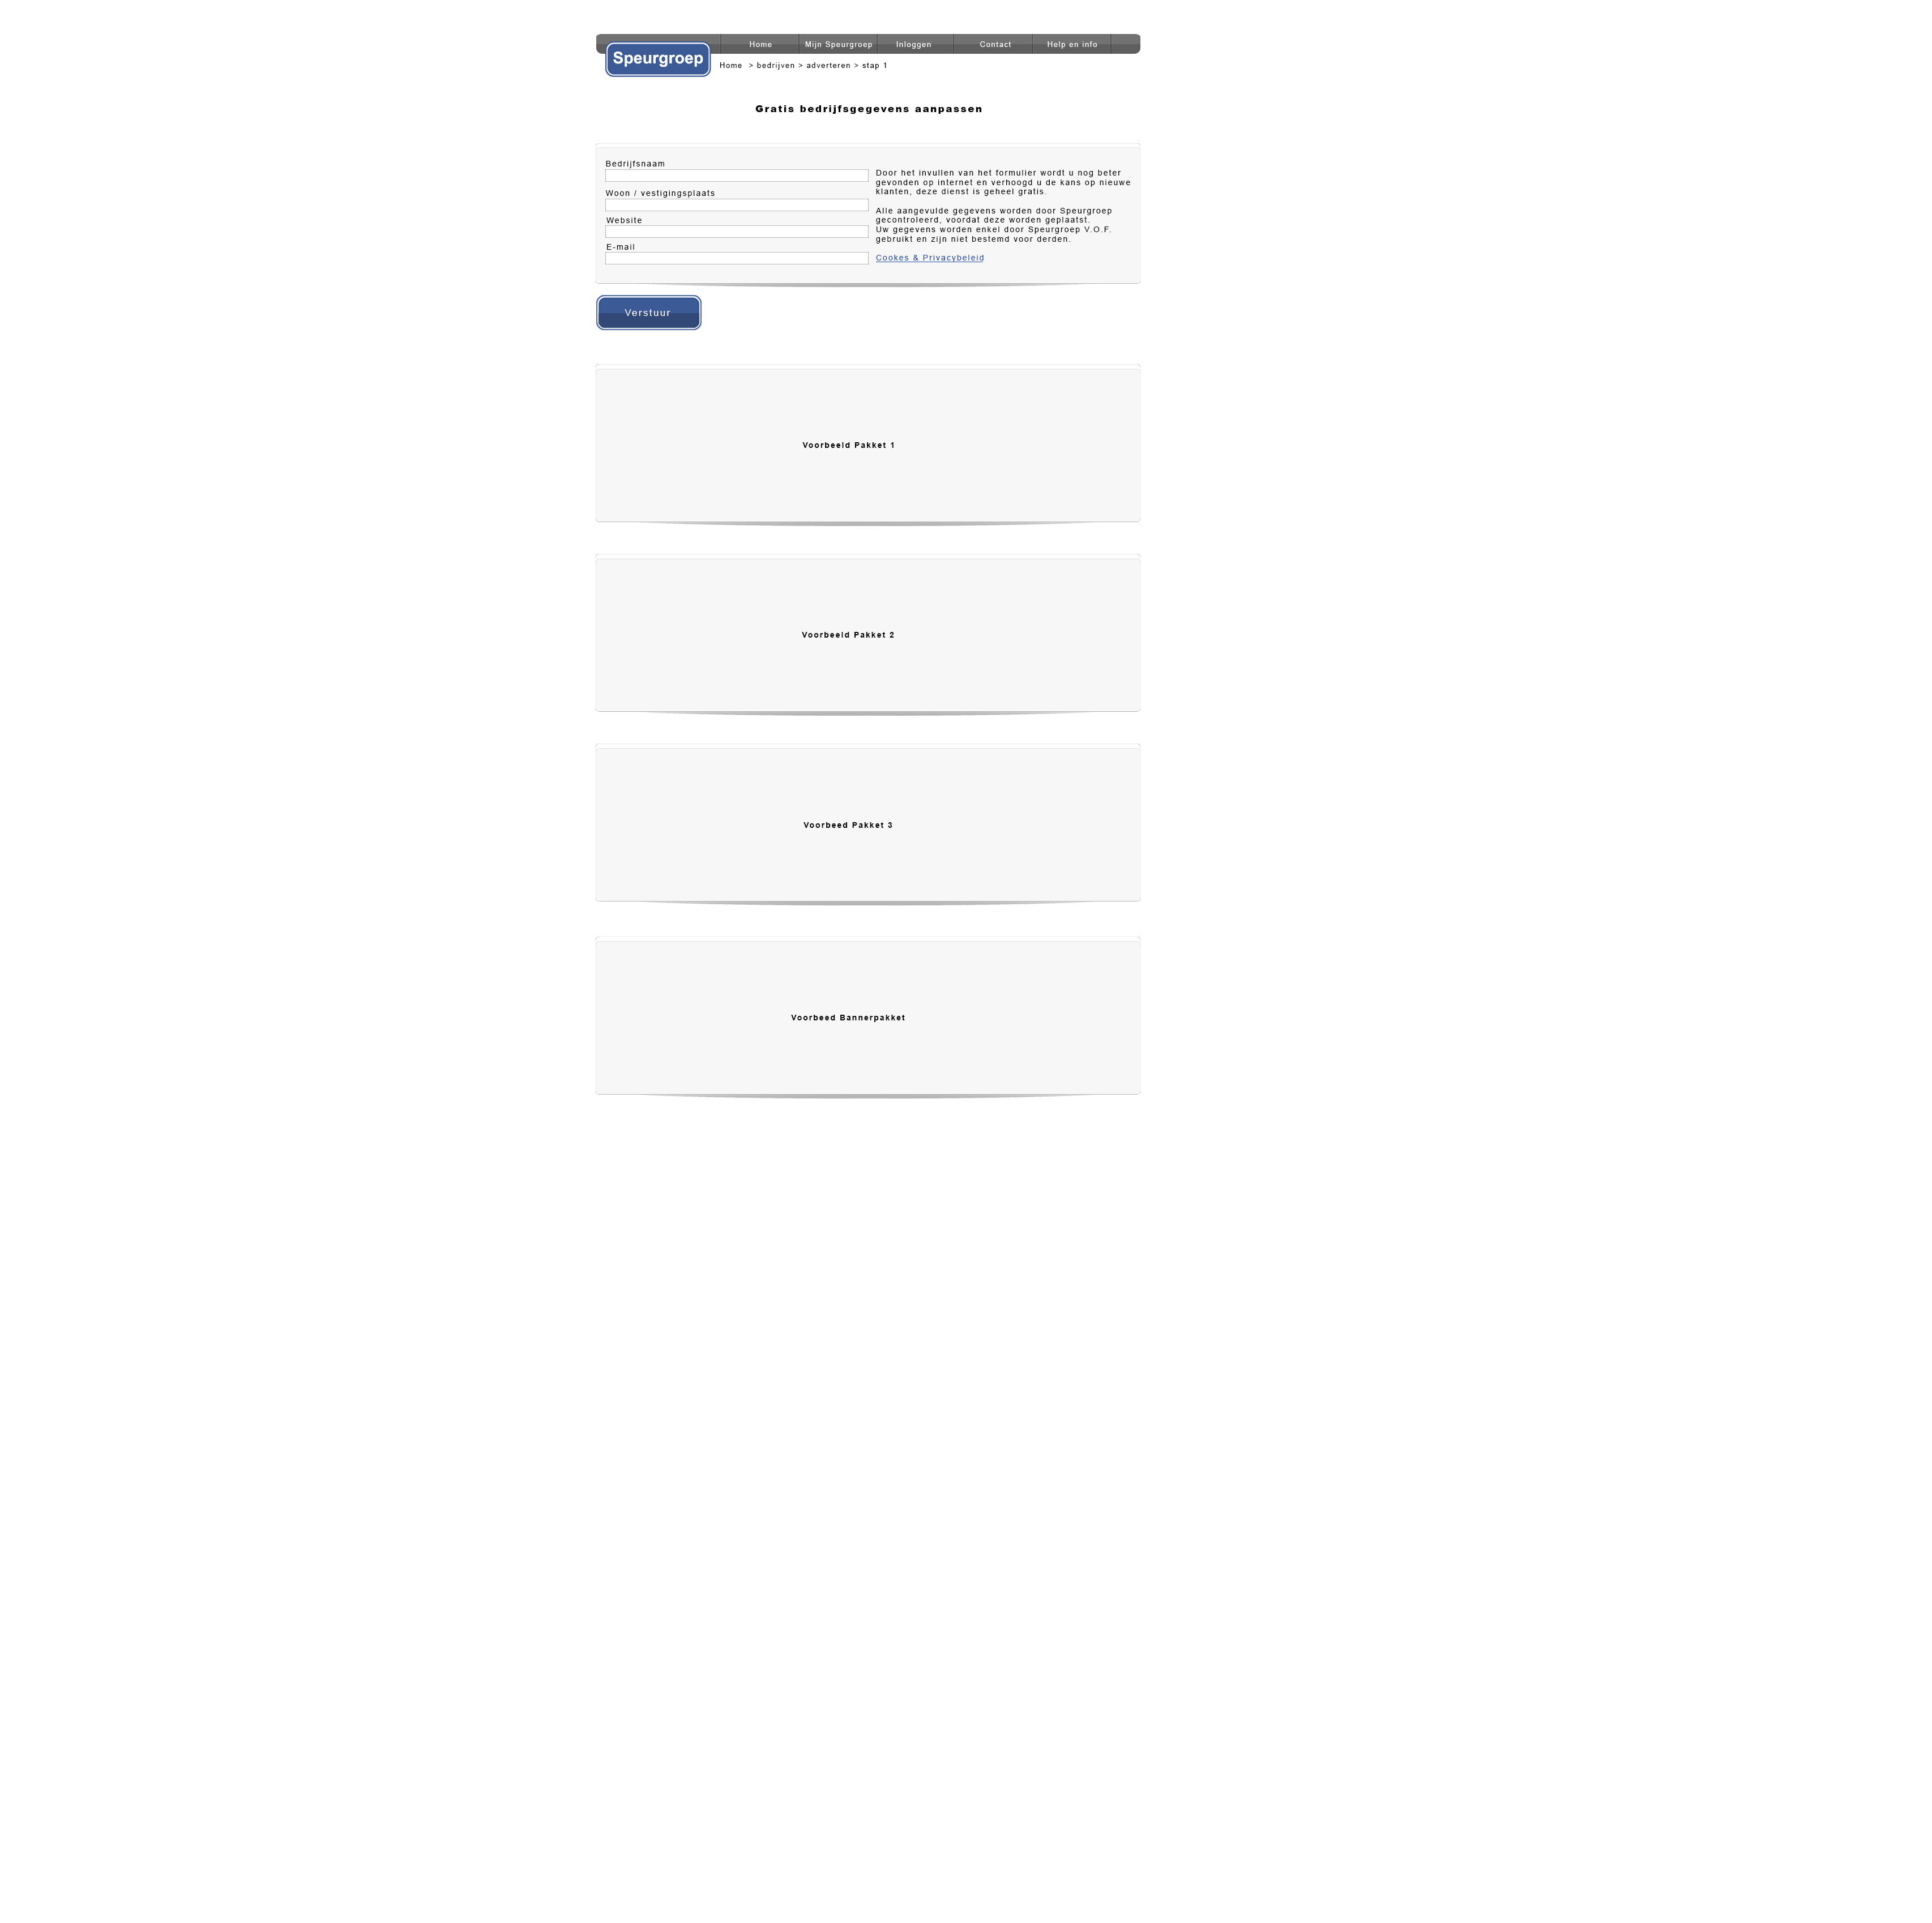 Home Mijn Speurgroep Inloggen Contact Help en info
Speurgroep
Home > bedrijven > adverteren > stap 1
Gratis bedrijfsgegevens aanpassen
Bedrijfsnaam
Woon / vestigingsplaats
Website
E-mail
Door het invullen van het formulier wordt u nog beter
gevonden op internet en verhoogd u de kans op nieuwe
klanten, deze dienst is geheel gratis.
Alle aangevulde gegevens worden door Speurgroep
gecontroleerd, voordat deze worden geplaatst.
Uw gegevens worden enkel door Speurgroep V.O.F.
gebruikt en zijn niet bestemd voor derden.
Cookes & Privacybeleid
Verstuur
Voorbeeld Pakket 1
Voorbeeld Pakket 2
Voorbeed Pakket 3
Voorbeed Bannerpakket